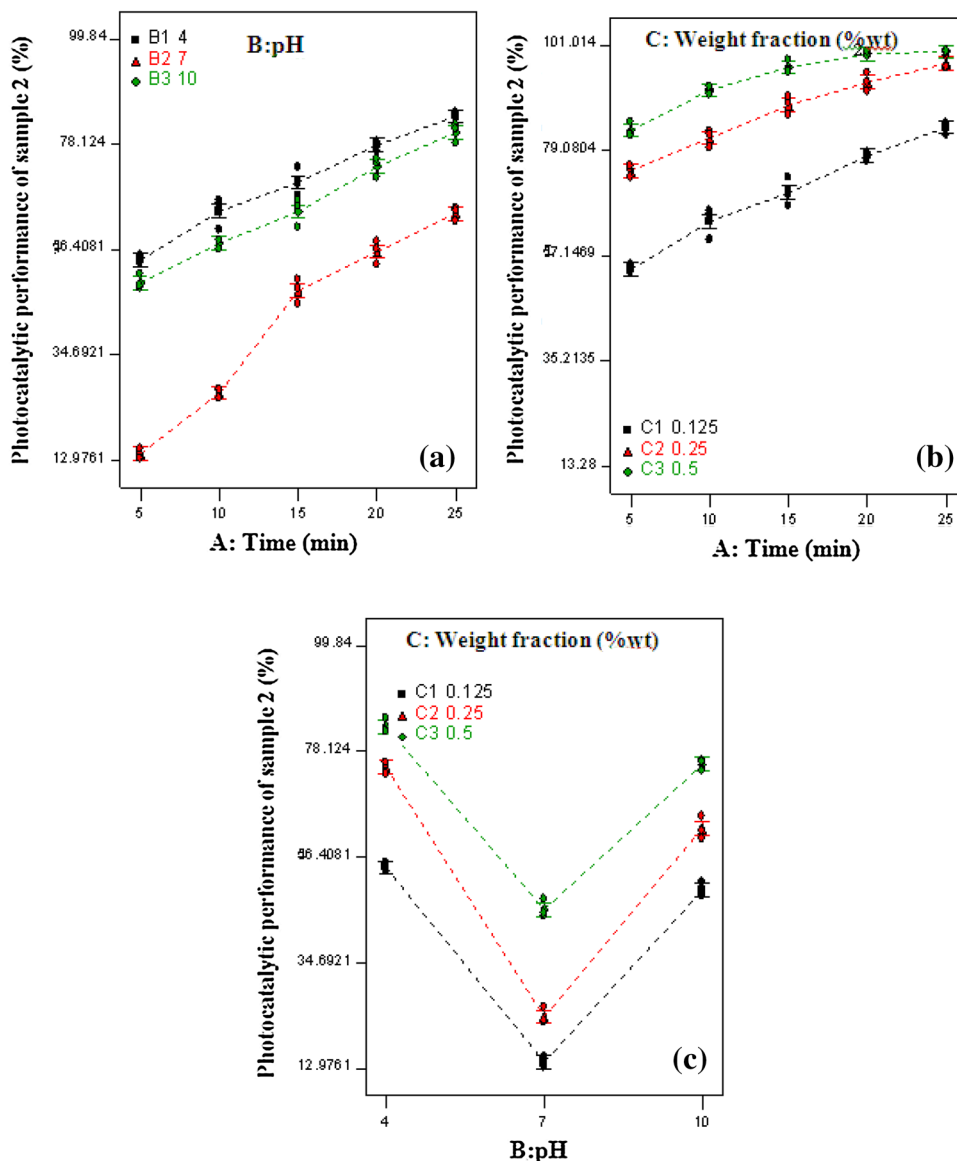 Photocatalytic performance of sample 2 (%)
99.84
78.124
56.4081
34.6921
12.9761
B1 4
B2 7
B3 10
B:pH
(a)
5 10 15 20 25
A: Time (min)
Photocatalytic performance of sample 2 (%)
101.014
79.0804
57.1469
35.2135
13.28
C: Weight fraction (%wt)
C1 0.125
C2 0.25
C3 0.5
(b)
5 10 15 20 25
A: Time (min)
Photocatalytic performance of sample 2 (%)
99.84
78.124
56.4081
34.6921
12.9761
C: Weight fraction (%wt)
C1 0.125
C2 0.25
C3 0.5
(c)
4 7 10
B:pH